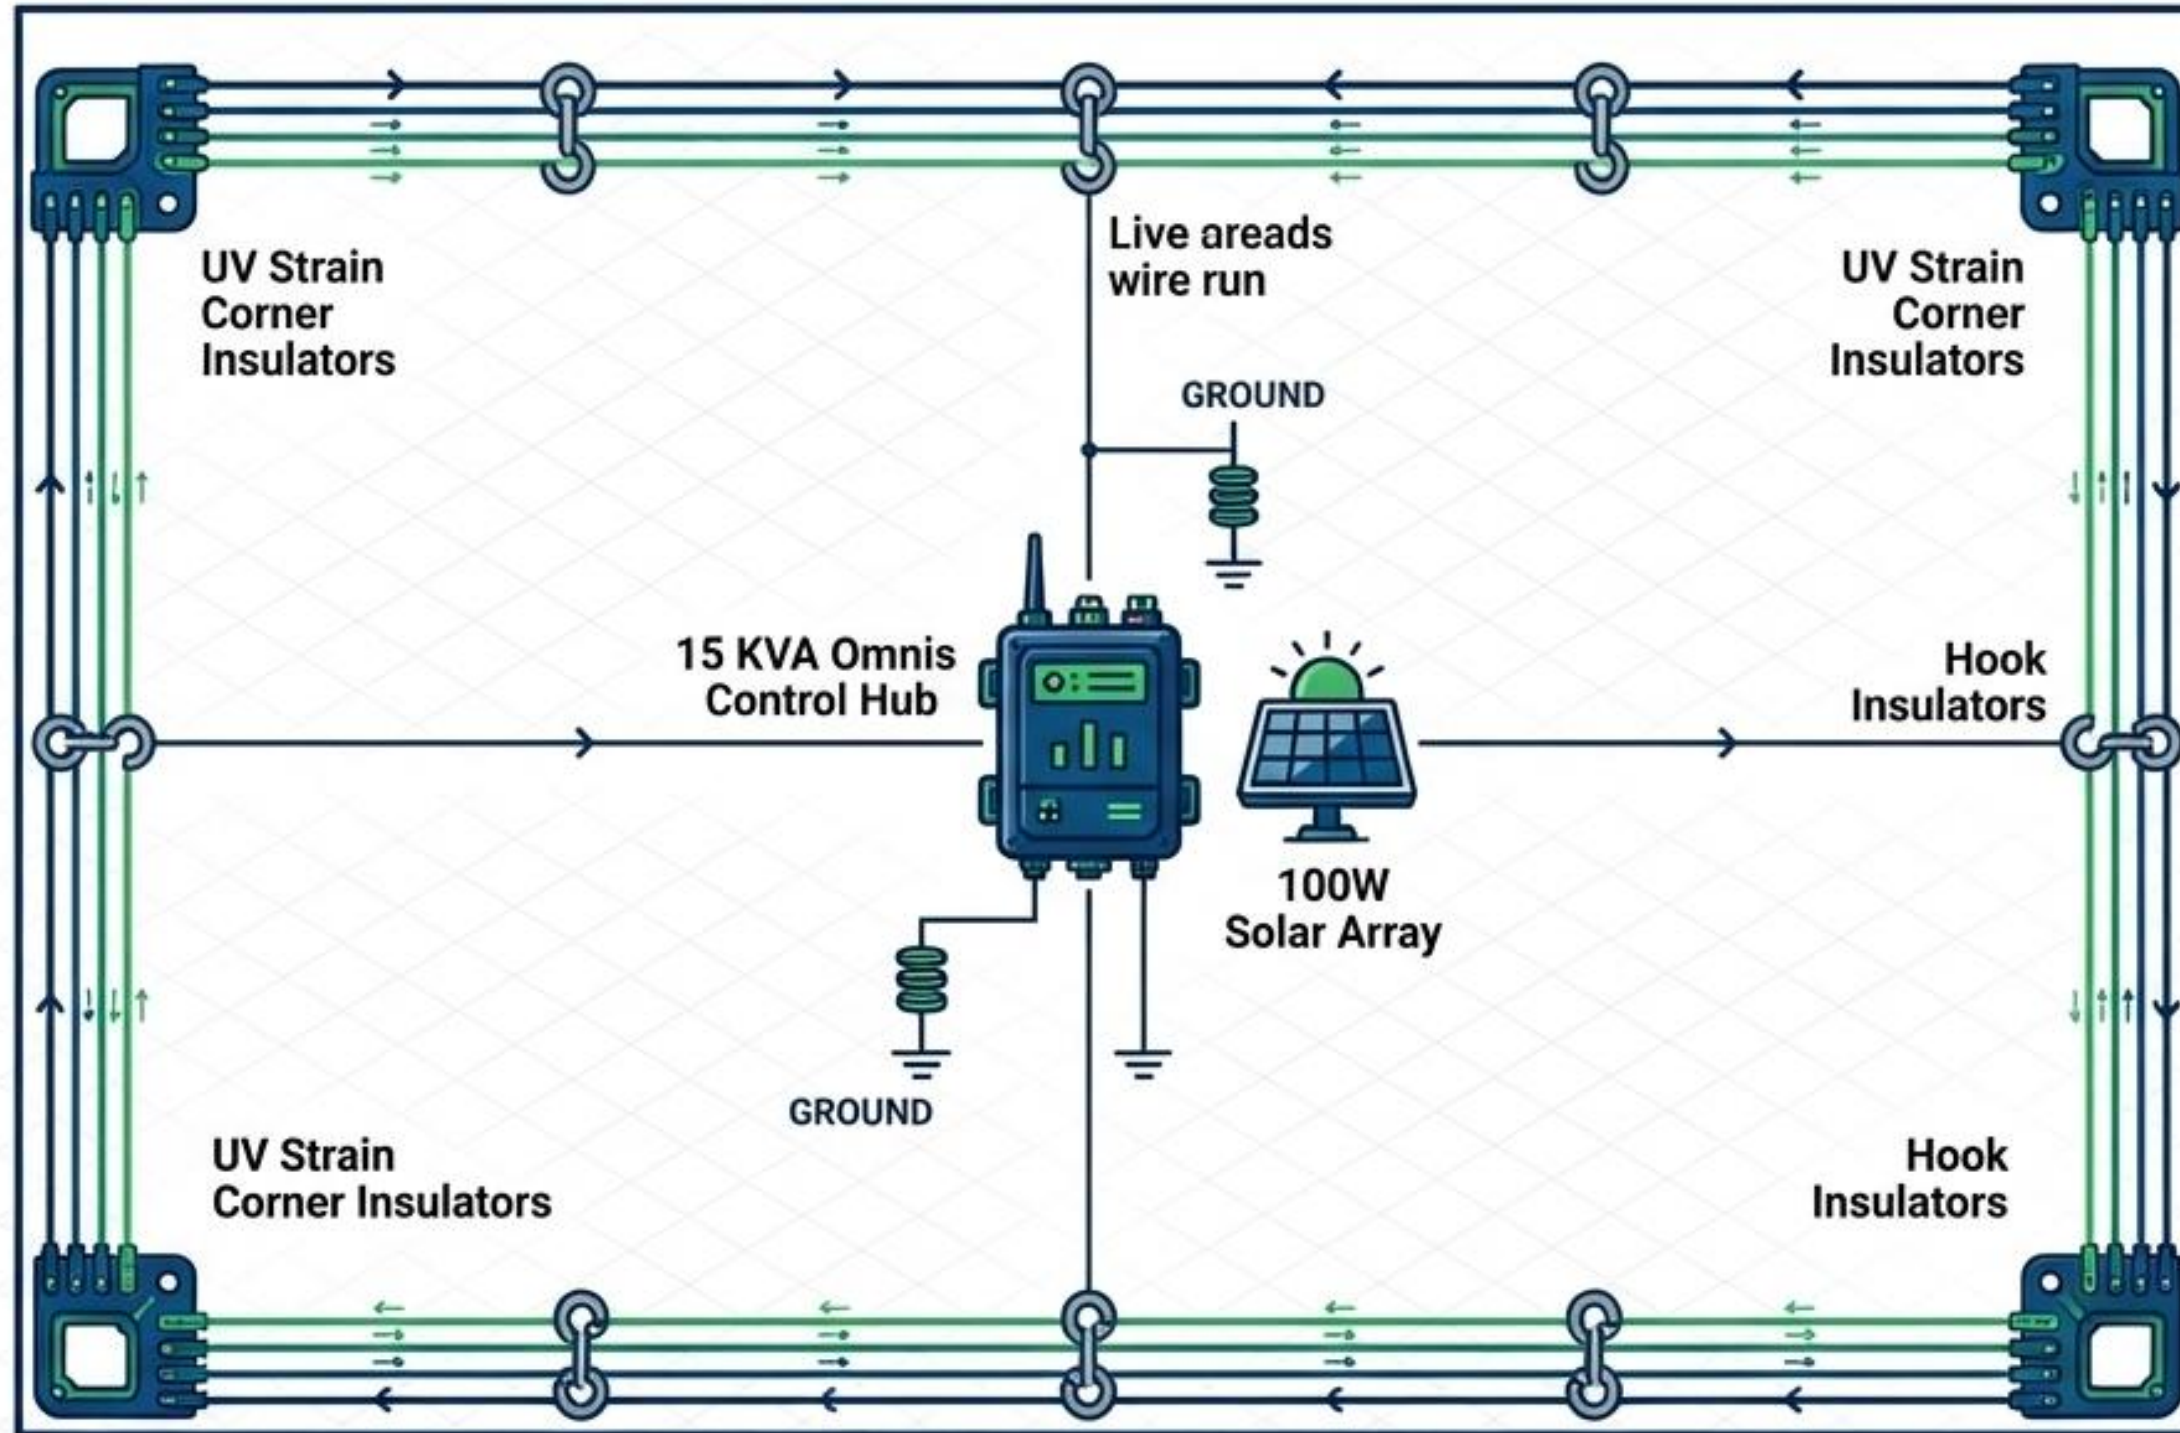 Live areads
wire run
UV Strain
Corner
Insulators
UV Strain
Corner
Insulators
GROUND
15 KVA Omnis
Control Hub
Hook
Insulators
100W
Solar Array
GROUND
UV Strain
Corner Insulators
Hook
Insulators